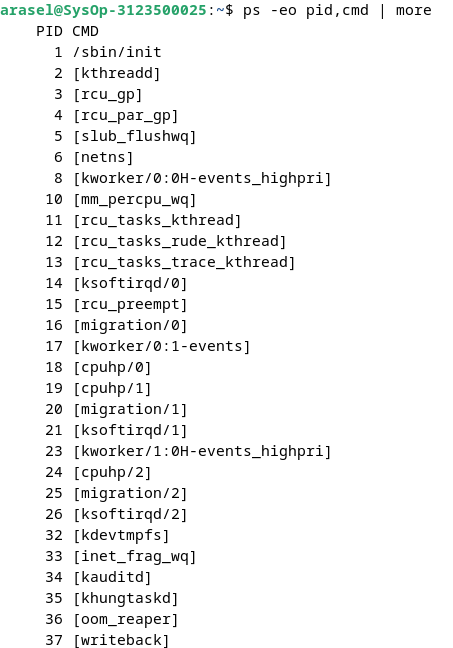 arasel@SysOp-3123500025:~$ ps -eo pid,cmd | more
    PID CMD
      1 /sbin/init
      2 [kthreadd]
      3 [rcu_gp]
      4 [rcu_par_gp]
      5 [slub_flushwq]
      6 [netns]
      8 [kworker/0:0H-events_highpri]
     10 [mm_percpu_wq]
     11 [rcu_tasks_kthread]
     12 [rcu_tasks_rude_kthread]
     13 [rcu_tasks_trace_kthread]
     14 [ksoftirqd/0]
     15 [rcu_preempt]
     16 [migration/0]
     17 [kworker/0:1-events]
     18 [cpuhp/0]
     19 [cpuhp/1]
     20 [migration/1]
     21 [ksoftirqd/1]
     23 [kworker/1:0H-events_highpri]
     24 [cpuhp/2]
     25 [migration/2]
     26 [ksoftirqd/2]
     32 [kdevtmpfs]
     33 [inet_frag_wq]
     34 [kauditd]
     35 [khungtaskd]
     36 [oom_reaper]
     37 [writeback]